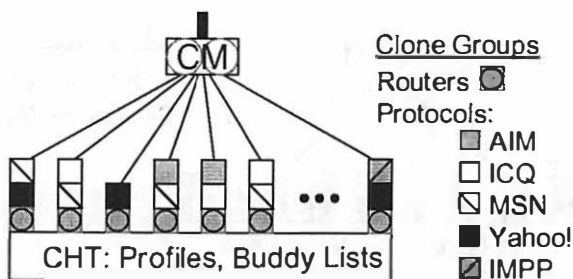 CM
Clone Groups
Routers
Protocols:
AIM
ICQ
MSN
Yahoo!
IMPP
CHT: Profiles, Buddy Lists